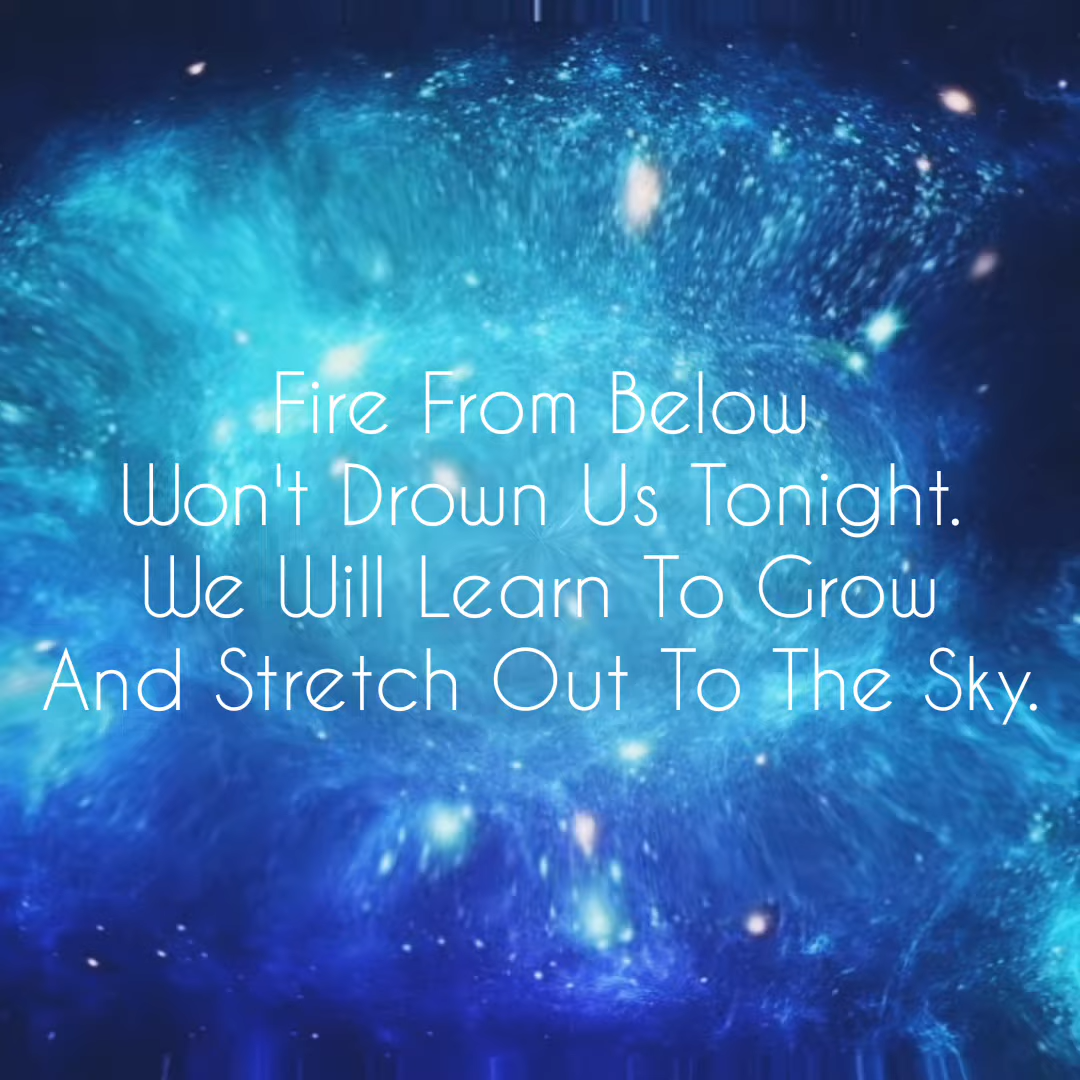 Fire From Below
Won't Drown Us Tonight.
We Will Learn To Grow
And Stretch Out To The Sky.